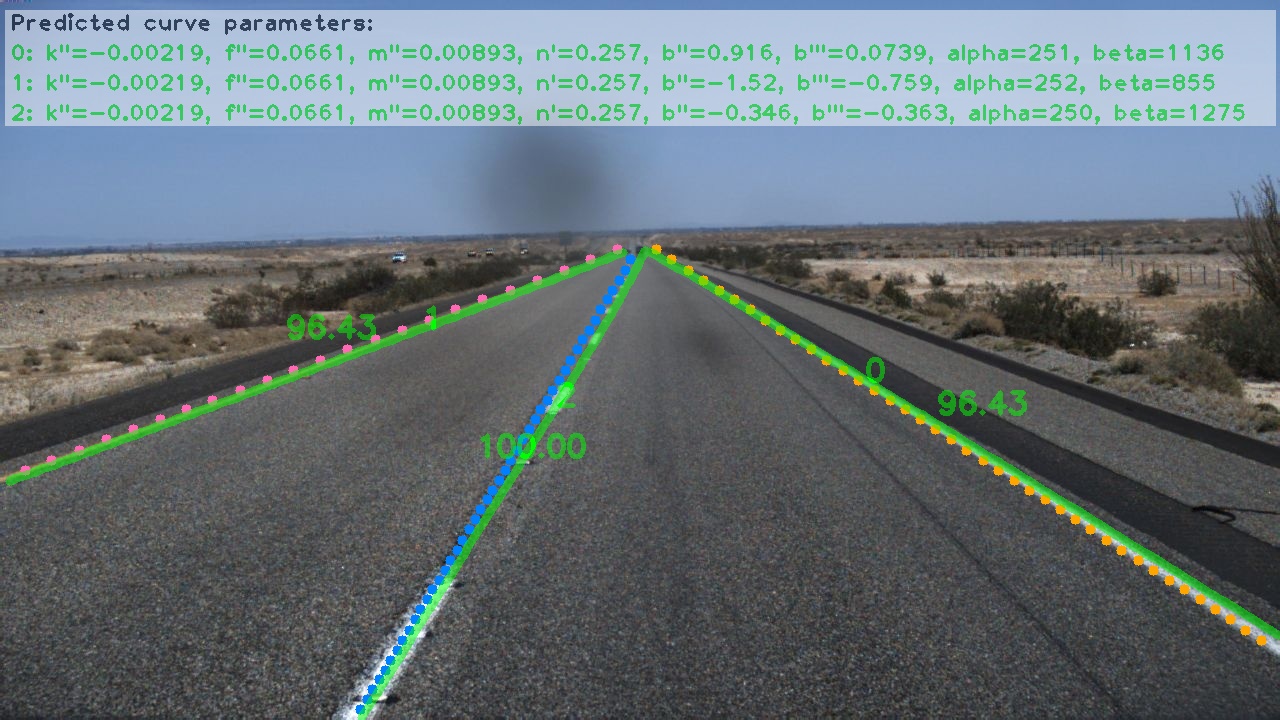 Predicted curve parameters:
0: k''=-0.00219, f''=0.0661, m''=0.00893, n'=0.257, b''=0.916, b'''=0.0739, alpha=251, beta=1136
1: k''=-0.00219, f''=0.0661, m''=0.00893, n'=0.257, b''=-1.52, b'''=-0.759, alpha=252, beta=855
2: k''=-0.00219, f''=0.0661, m''=0.00893, n'=0.257, b''=-0.346, b'''=-0.363, alpha=250, beta=1275
96.43 1
0
2 96.43
100.00